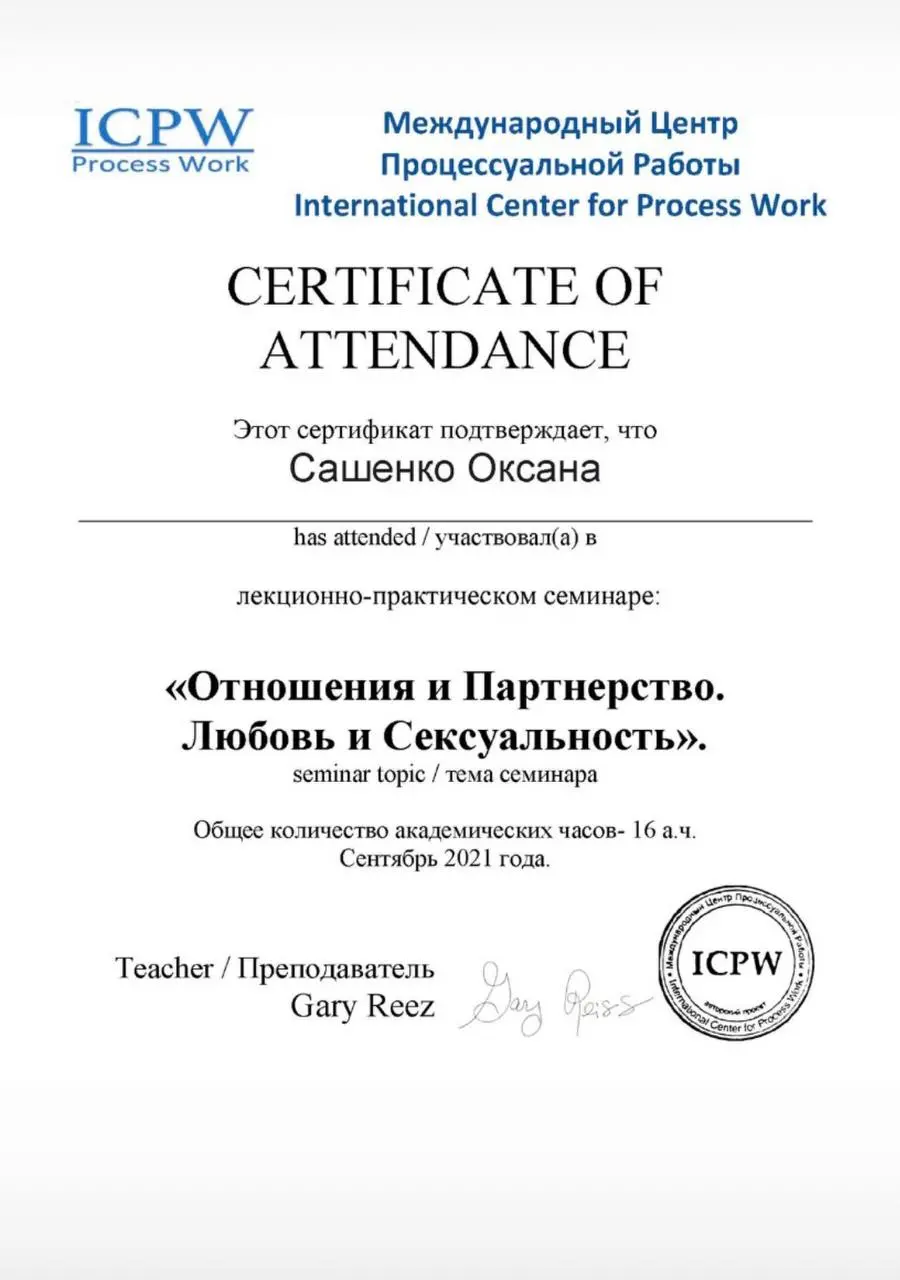 ICPW
Process Work
Международный Центр
Процессуальной Работы
International Center for Process Work
CERTIFICATE OF
ATTENDANCE
Этот сертификат подтверждает, что
Сашенко Оксана
has attended / участвовал(а) в
лекционно-практическом семинаре:
«Отношения и Партнерство.
Любовь и Сексуальность».
seminar topic / тема семинара
Общее количество академических часов- 16 а.ч.
Сентябрь 2021 года.
Teacher / Преподаватель
Gary Reez
Gary Reiss
Международный Центр Процессуальной Работы
ICPW
авторский проект
International Center for Process Work